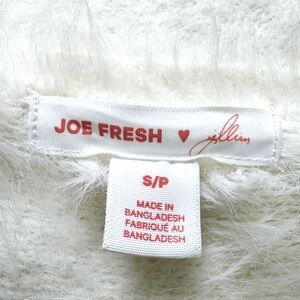 JOE FRESH ♥ jillian
S/P
MADE IN
BANGLADESH
FABRIQUÉ AU
BANGLADESH